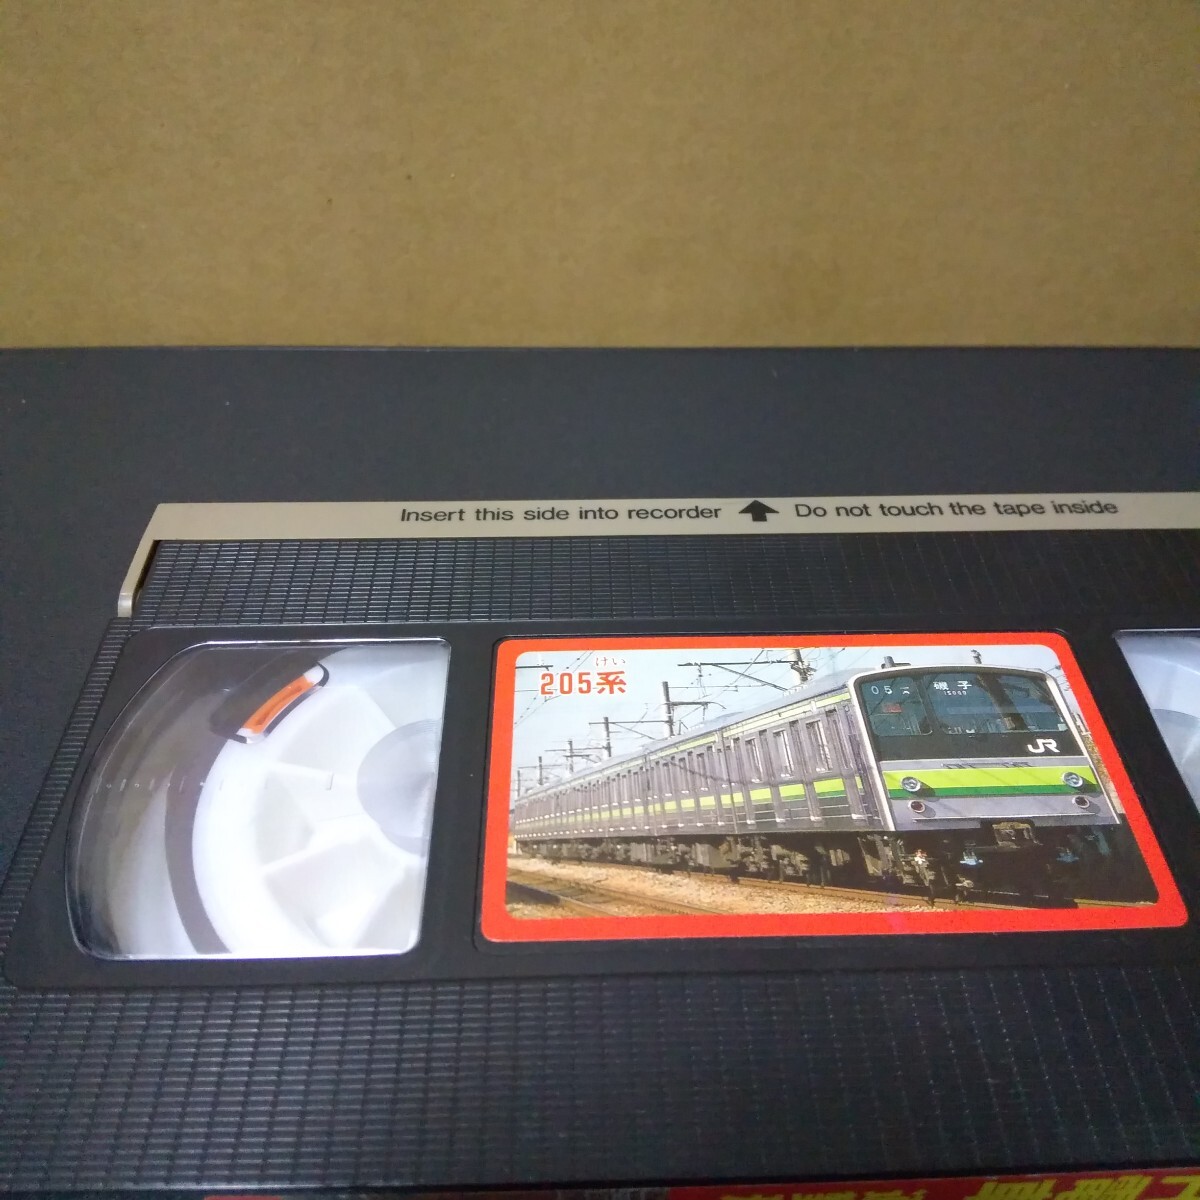 Insert this side into recorder ⬆ Do not touch the tape inside
けい
205系
磯子
JR